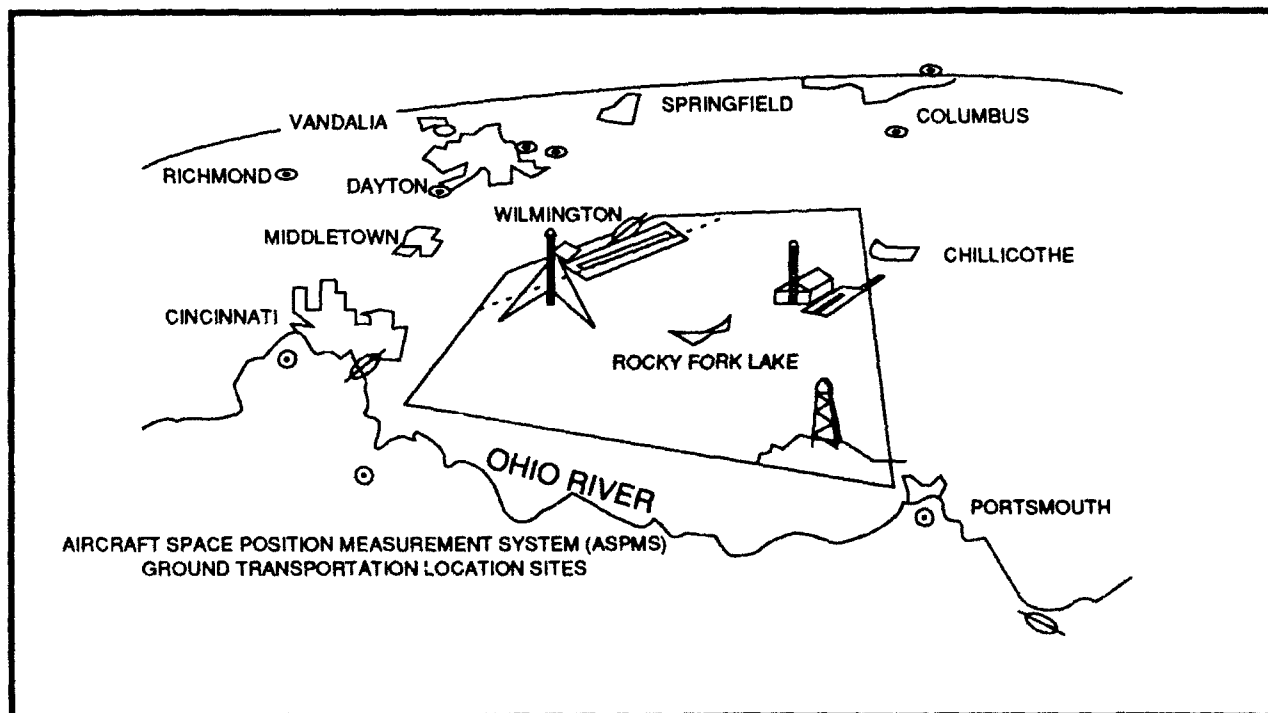 SPRINGFIELD
COLUMBUS
VANDALIA
RICHMOND
DAYTON
WILMINGTON
MIDDLETOWN
CHILLICOTHE
CINCINNATI
ROCKY FORK LAKE
OHIO RIVER
PORTSMOUTH
AIRCRAFT SPACE POSITION MEASUREMENT SYSTEM (ASPMS)
GROUND TRANSPORTATION LOCATION SITES